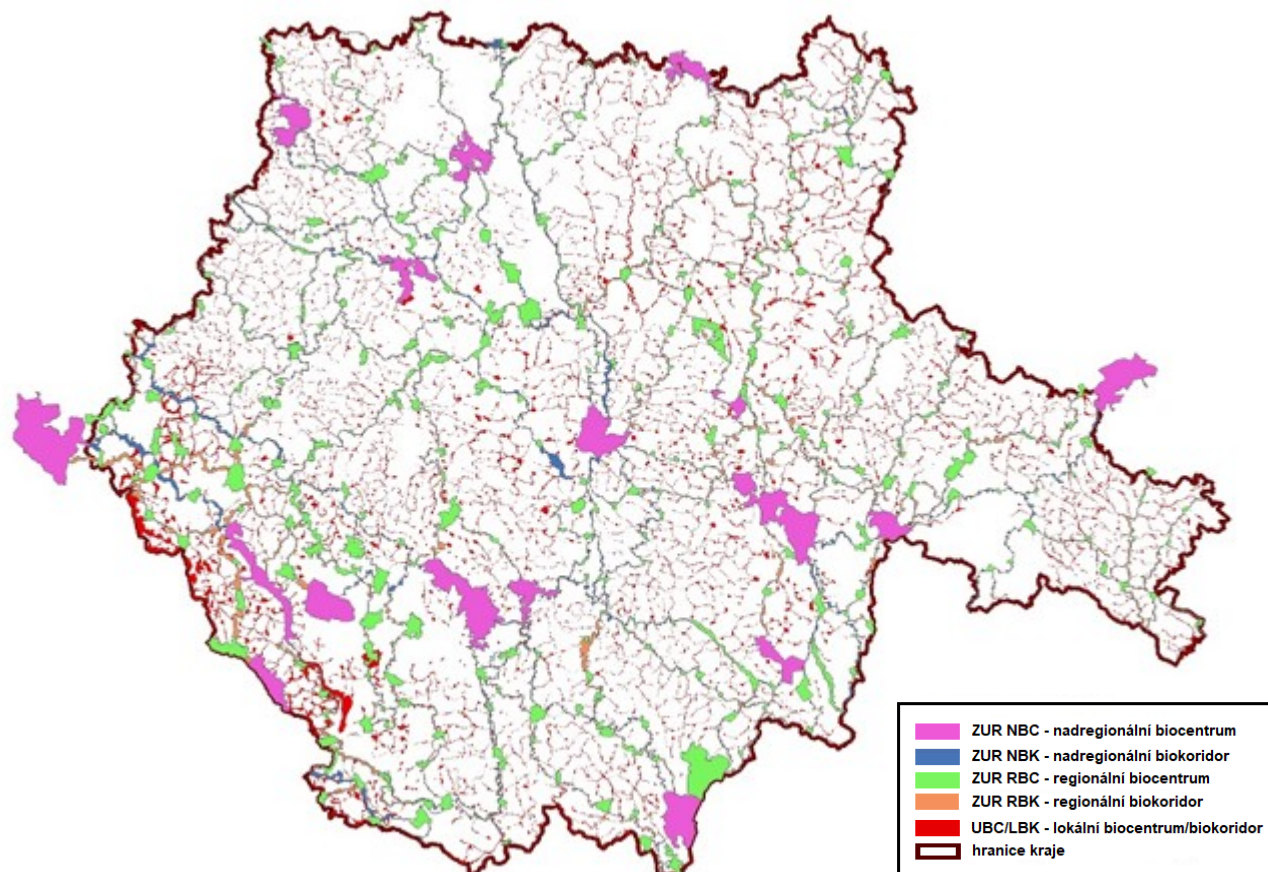 ZUR NBC - nadregionální biocentrum
ZUR NBK - nadregionální biokoridor
ZUR RBC - regionální biocentrum
ZUR RBK - regionální biokoridor
UBC/LBK - lokální biocentrum/biokoridor
hranice kraje